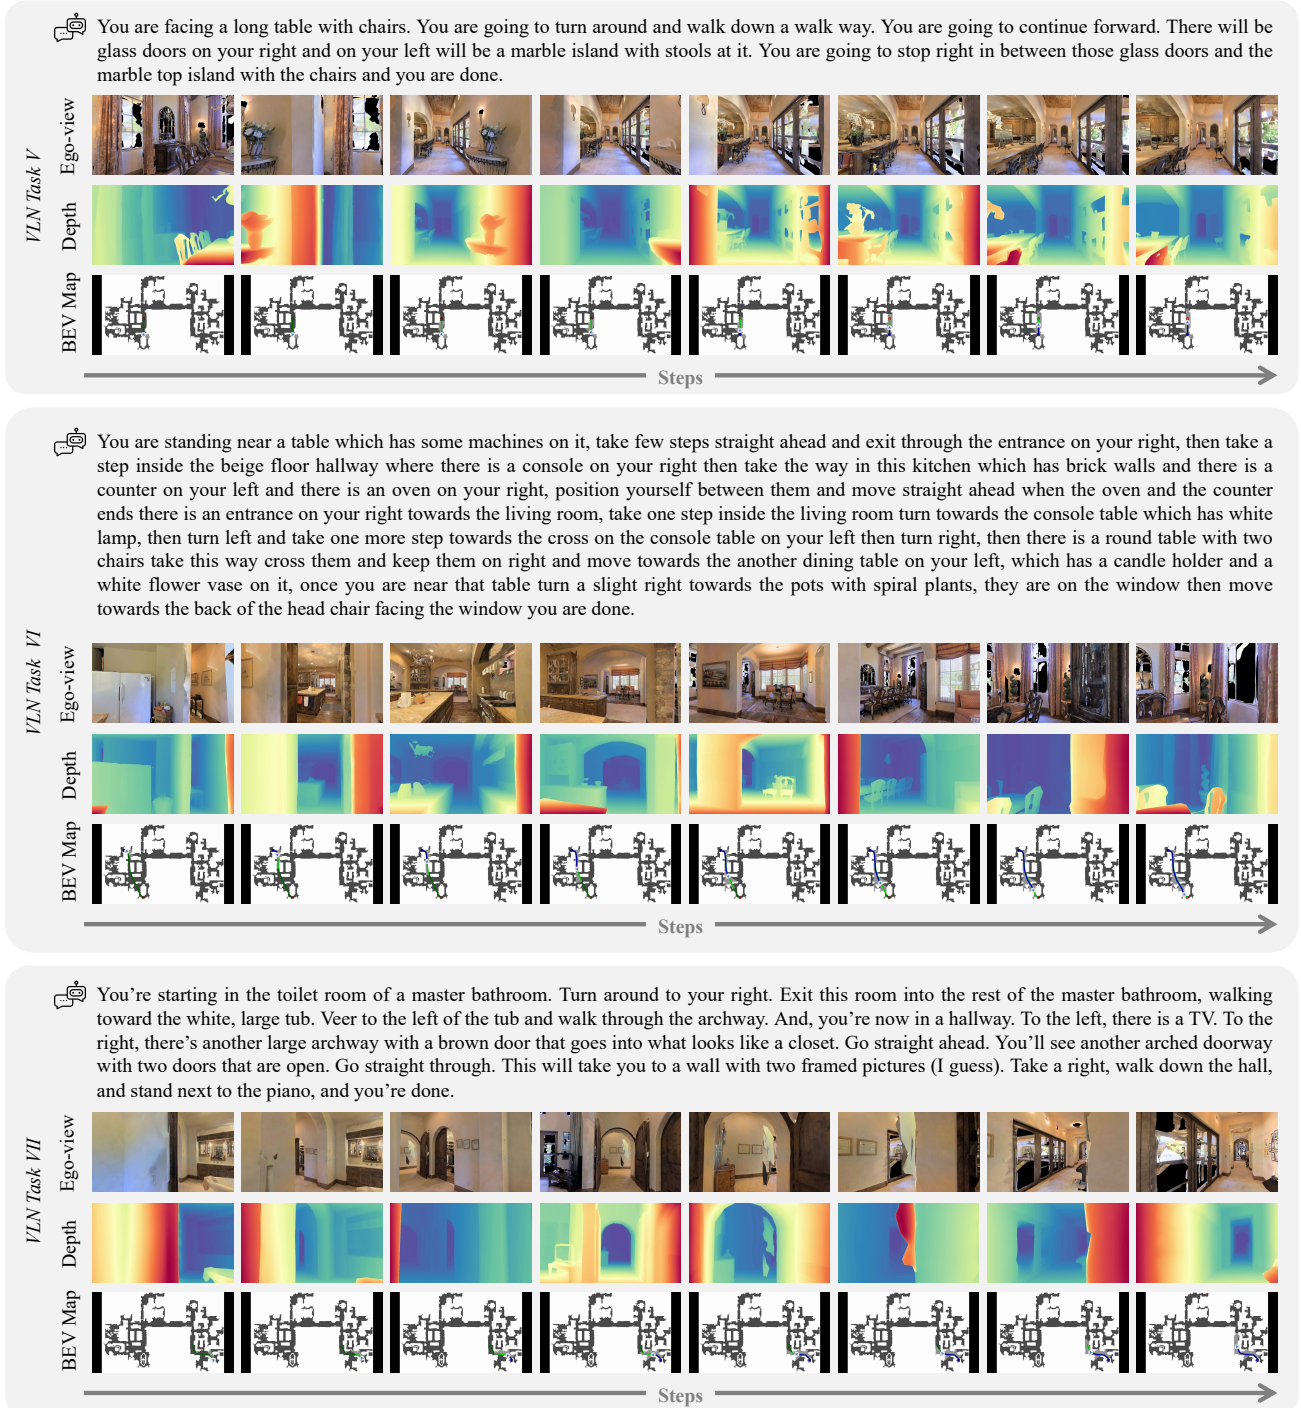 You are facing a long table with chairs. You are going to turn around and walk down a walk way. You are going to continue forward. There will be
glass doors on your right and on your left will be a marble island with stools at it. You are going to stop right in between those glass doors and the
marble top island with the chairs and you are done.
VLN Task V
Ego-view
Depth
BEV Map
Steps
You are standing near a table which has some machines on it, take few steps straight ahead and exit through the entrance on your right, then take a
step inside the beige floor hallway where there is a console on your right then take the way in this kitchen which has brick walls and there is a
counter on your left and there is an oven on your right, position yourself between them and move straight ahead when the oven and the counter
ends there is an entrance on your right towards the living room, take one step inside the living room turn towards the console table which has white
lamp, then turn left and take one more step towards the cross on the console table on your left then turn right, then there is a round table with two
chairs take this way cross them and keep them on right and move towards the another dining table on your left, which has a candle holder and a
white flower vase on it, once you are near that table turn a slight right towards the pots with spiral plants, they are on the window then move
towards the back of the head chair facing the window you are done.
VLN Task VI
Ego-view
Depth
BEV Map
Steps
You're starting in the toilet room of a master bathroom. Turn around to your right. Exit this room into the rest of the master bathroom, walking
toward the white, large tub. Veer to the left of the tub and walk through the archway. And, you're now in a hallway. To the left, there is a TV. To the
right, there's another large archway with a brown door that goes into what looks like a closet. Go straight ahead. You'll see another arched doorway
with two doors that are open. Go straight through. This will take you to a wall with two framed pictures (I guess). Take a right, walk down the hall,
and stand next to the piano, and you're done.
VLN Task VII
Ego-view
Depth
BEV Map
Steps